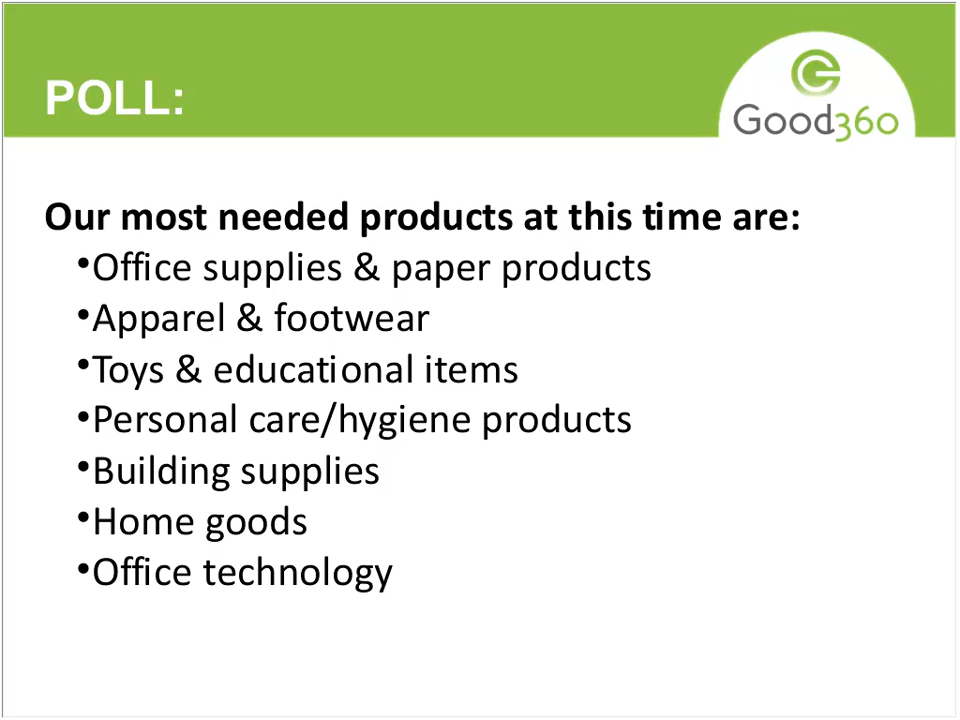 POLL:
Good360
Our most needed products at this time are:
•Office supplies & paper products
•Apparel & footwear
•Toys & educational items
•Personal care/hygiene products
•Building supplies
•Home goods
•Office technology